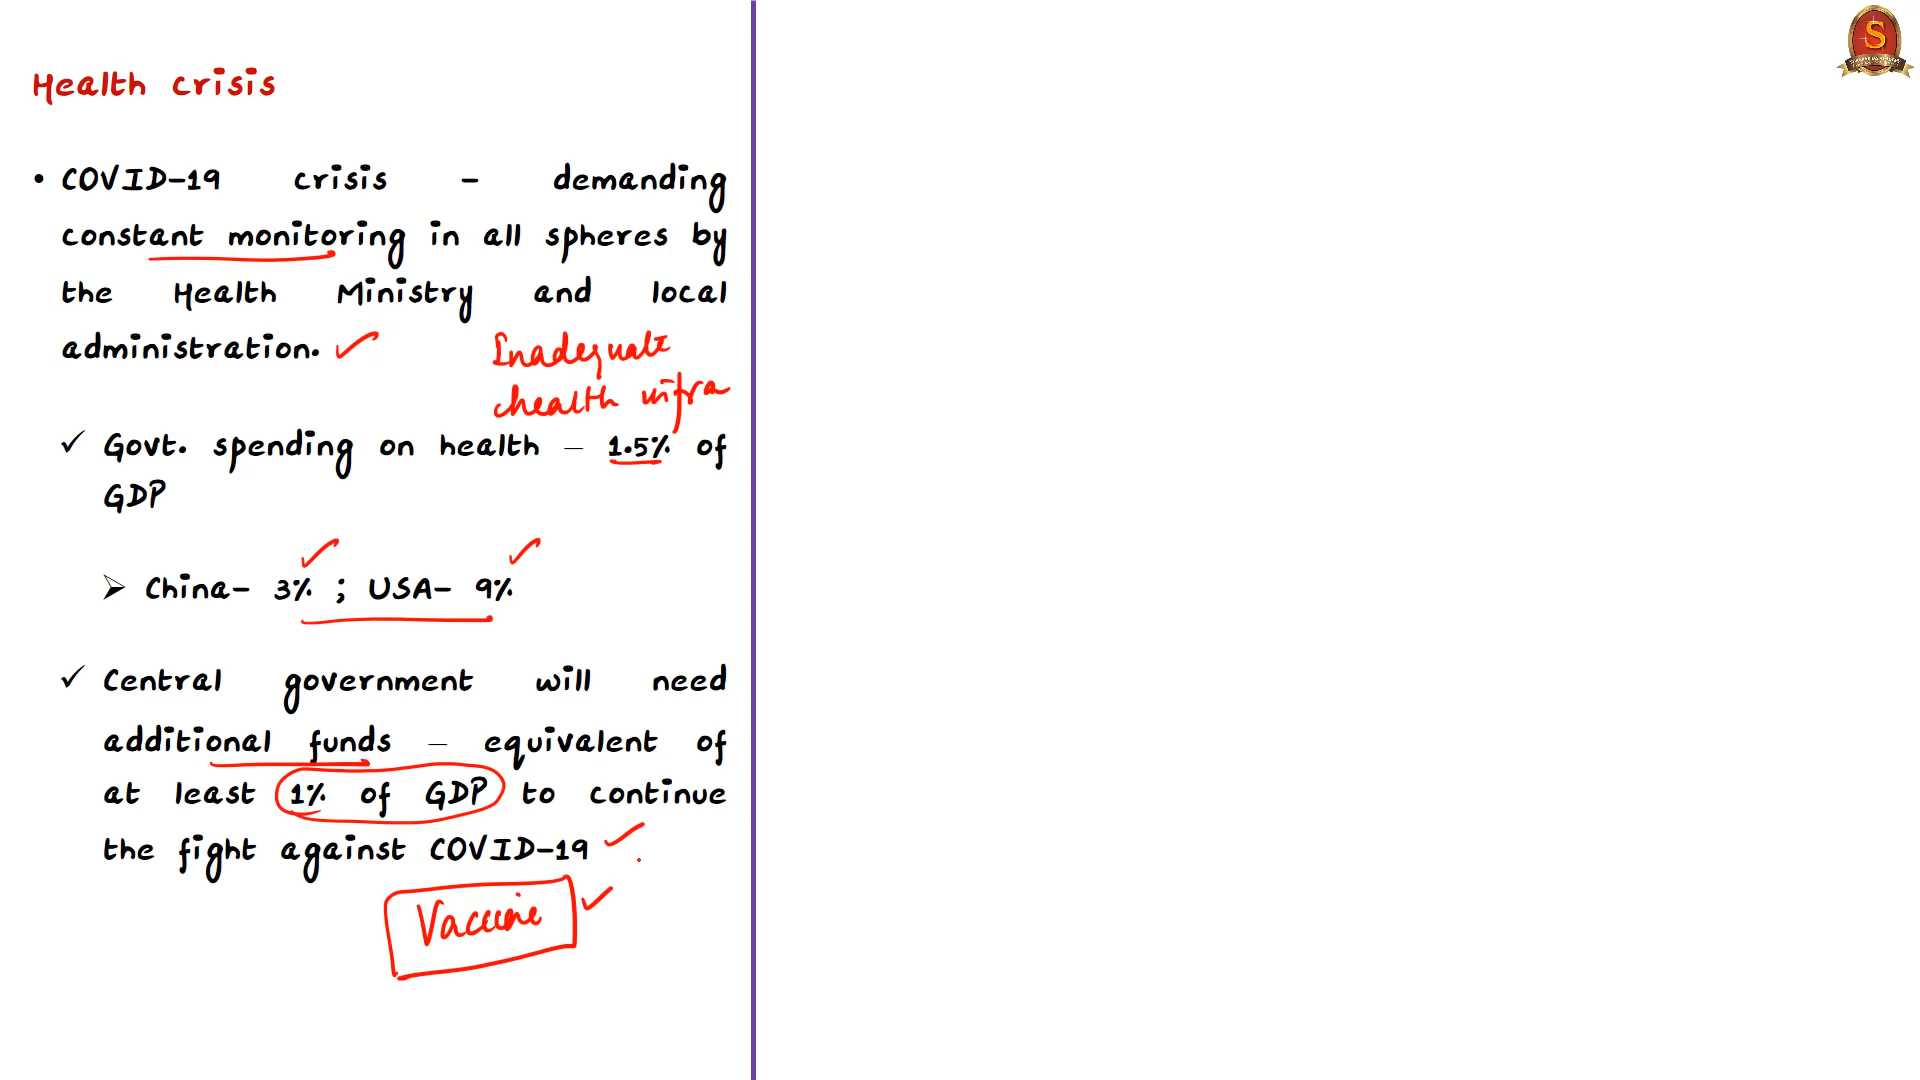 Health crisis
• COVID-19 crisis - demanding
constant monitoring in all spheres by
the Health Ministry and local
administration.
Inadequate
health infra
✓ Govt. spending on health – 1.5% of
GDP
➢ China- 3% ; USA- 9%
✓ Central government will need
additional funds – equivalent of
at least 1% of GDP to continue
the fight against COVID-19
Vaccine
S